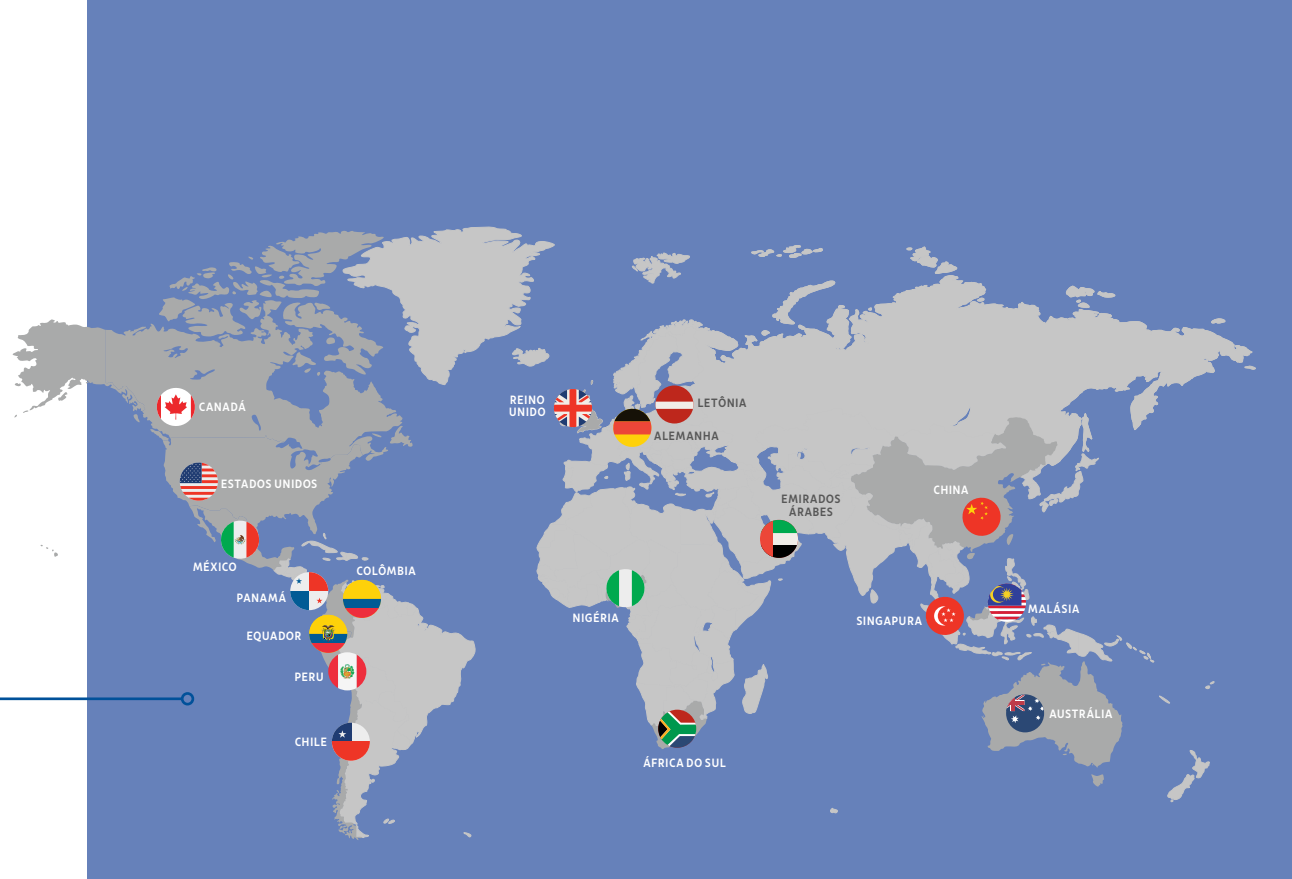 CANADÁ
ESTADOS UNIDOS
MÉXICO
COLÔMBIA
PANAMÁ
EQUADOR
PERU
CHILE
REINO
UNIDO
LETÔNIA
ALEMANHA
EMIRADOS
ÁRABES
NIGÉRIA
ÁFRICA DO SUL
CHINA
SINGAPURA
MALÁSIA
AUSTRÁLIA